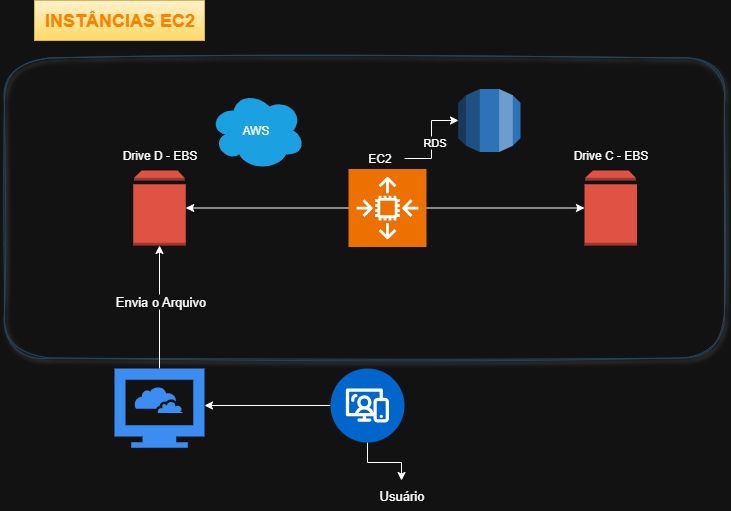 INSTÂNCIAS EC2
AWS
RDS
Drive D - EBS
EC2
Drive C - EBS
Envia o Arquivo
Usuário